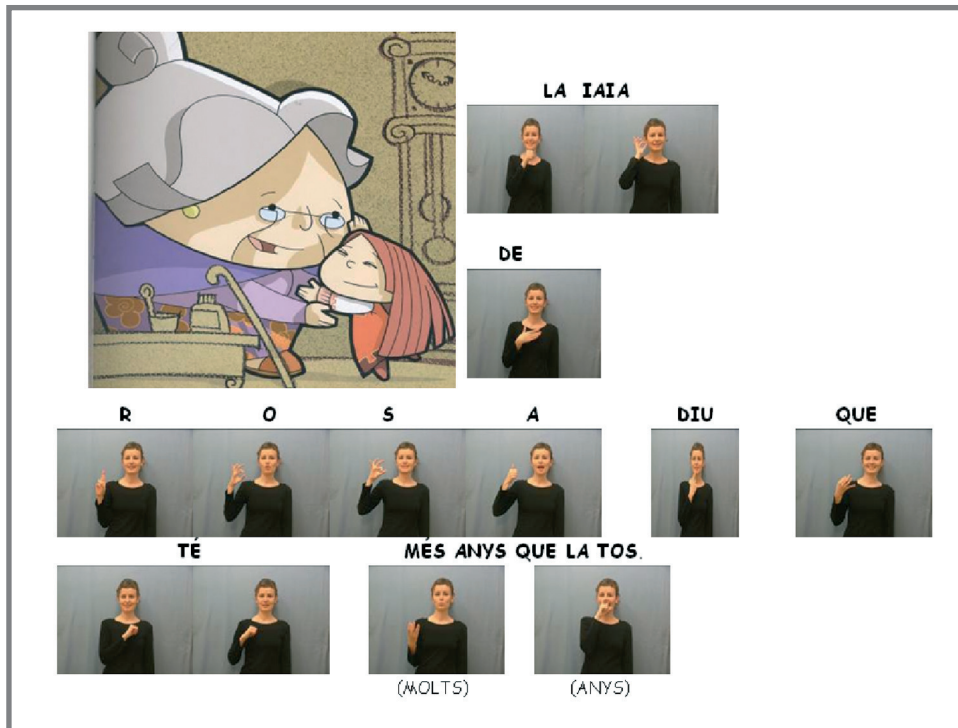 LA IAIA
DE
R O S A DIU QUE
TÉ MÉS ANYS QUE LA TOS.
(MOLTS) (ANYS)